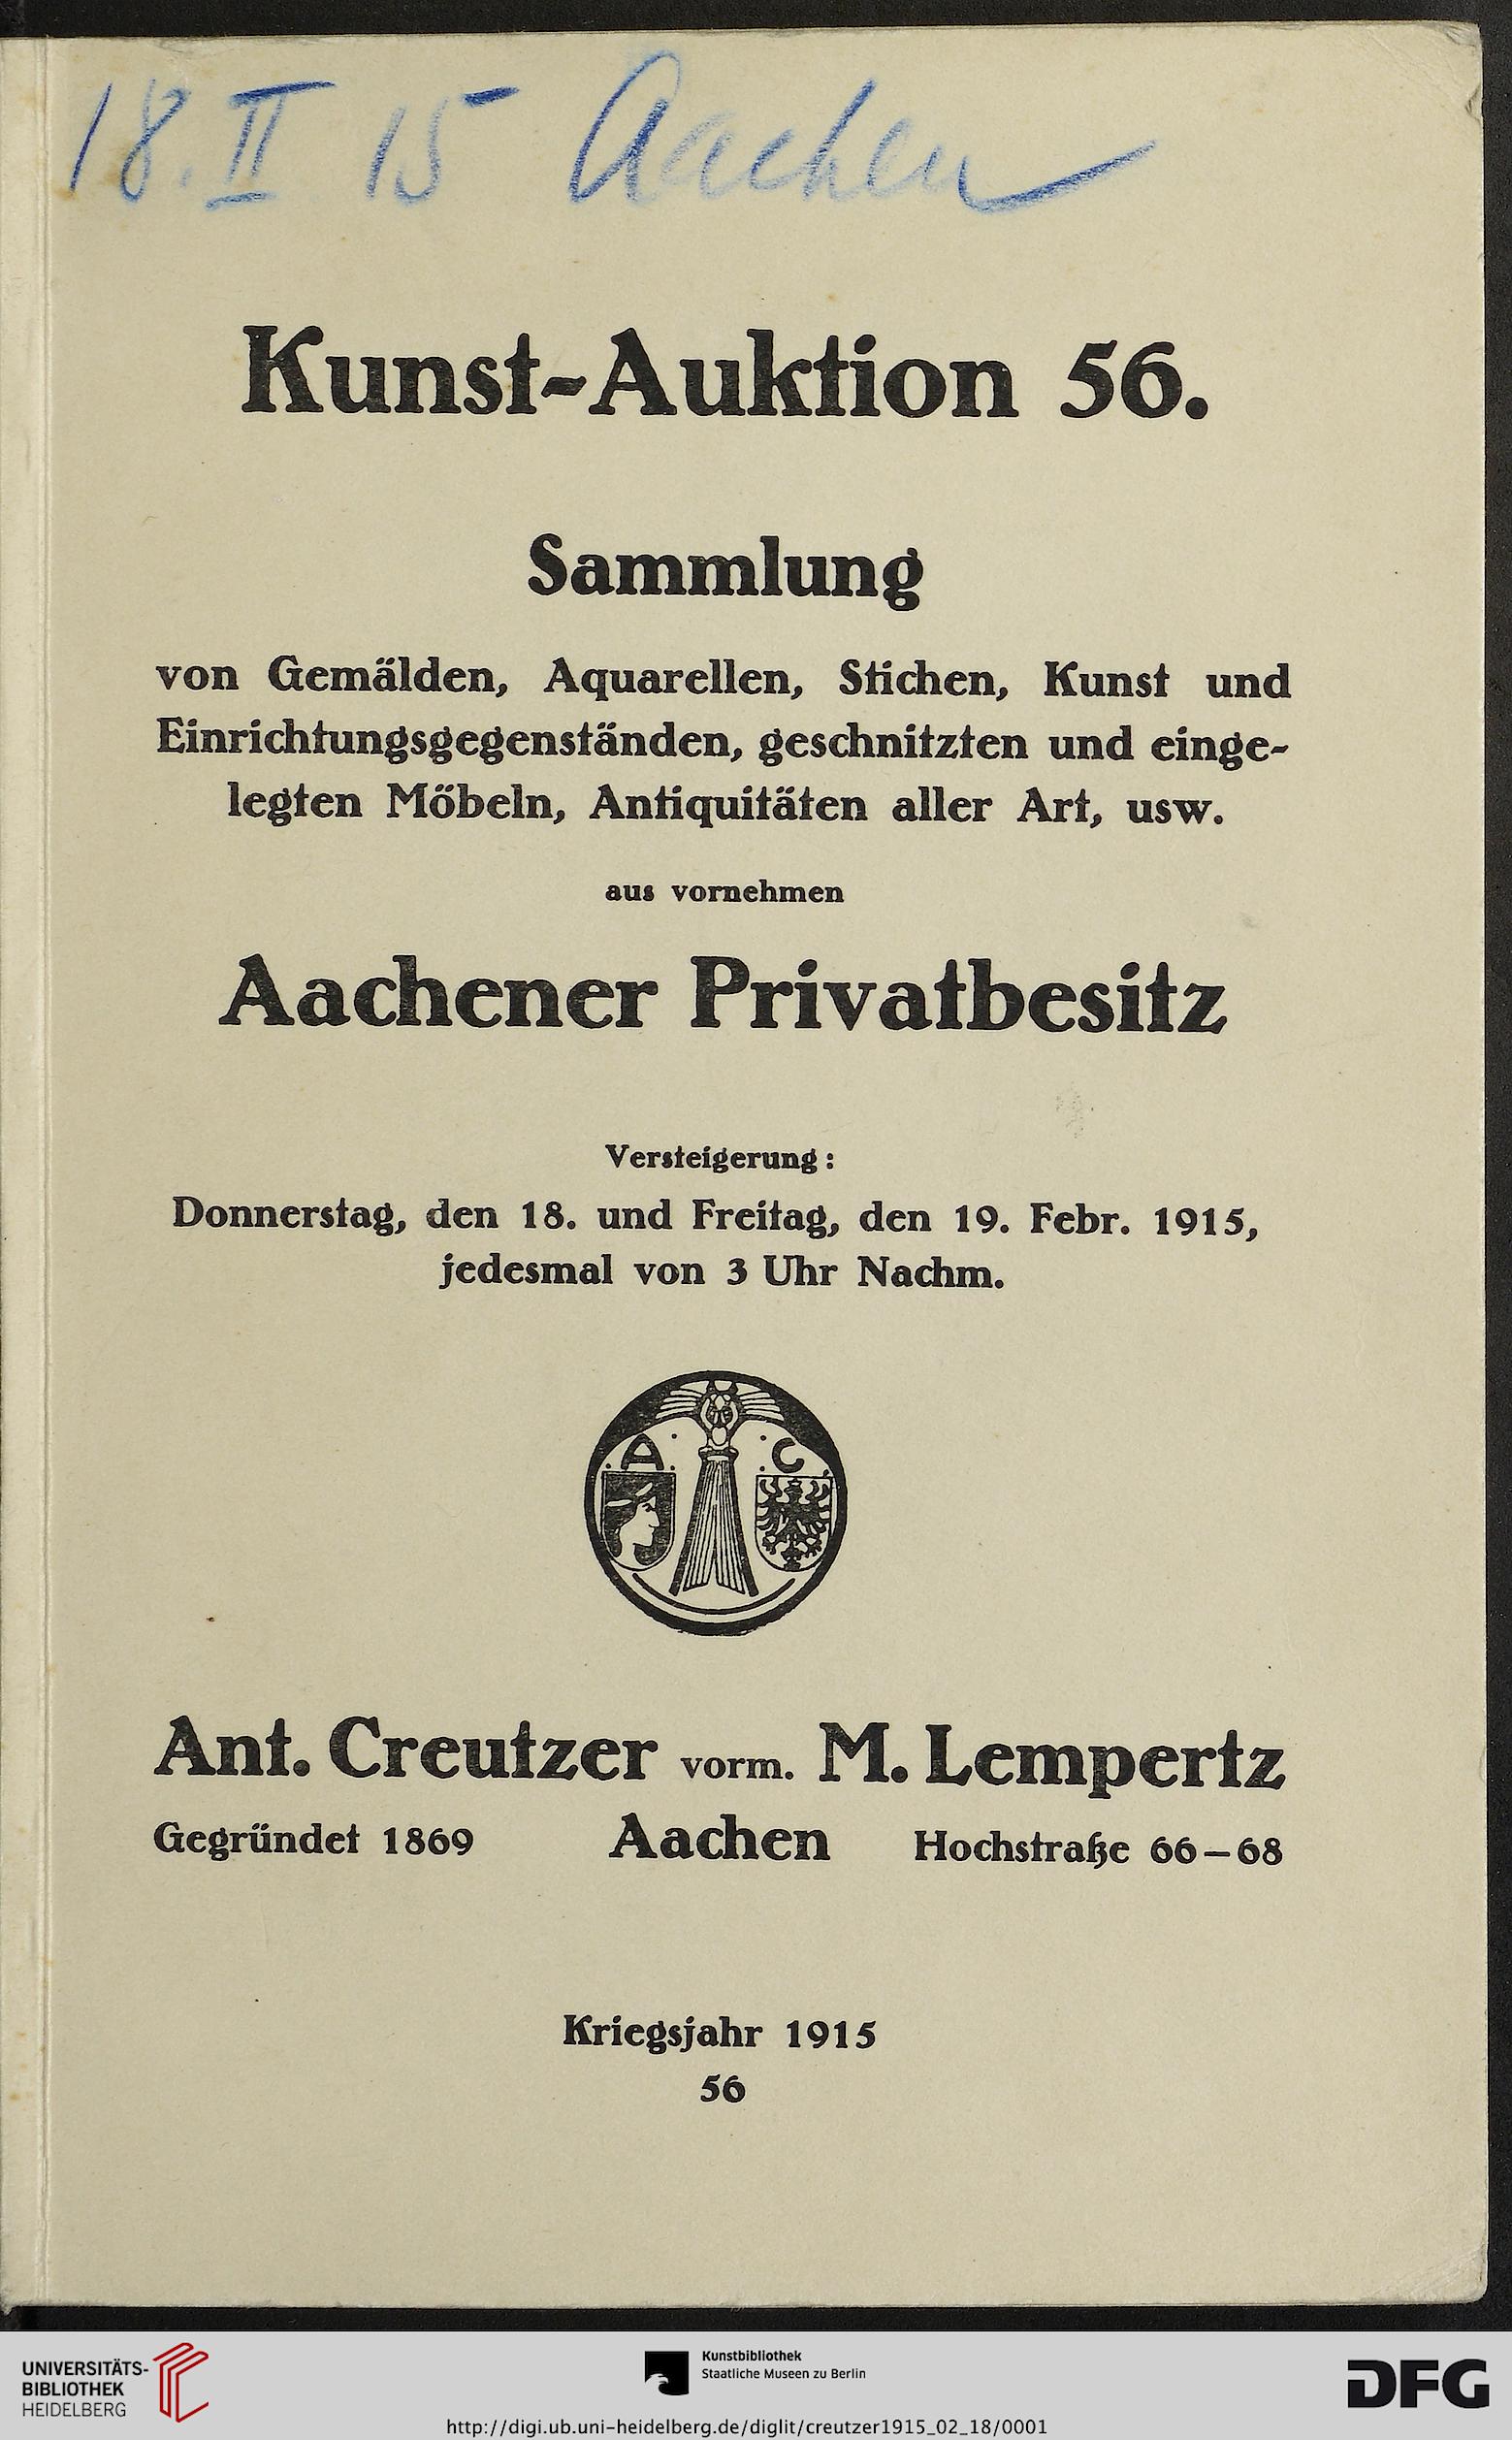 18. II 15 Aachen
Kunst-Auktion 56.
Sammlung
von Gemälden, Aquarellen, Stichen, Kunst und
Einrichtungsgegenständen, geschnitzten und einge-
legten Möbeln, Antiquitäten aller Art, usw.
aus vornehmen
Aachener Privatbesitz
Versteigerung:
Donnerstag, den 18. und Freitag, den 19. Febr. 1915,
jedesmal von 3 Uhr Nachm.
A C
Ant. Creutzer vorm. M. Lempertz
Gegründet 1869 Aachen Hochstraße 66–68
Kriegsjahr 1915
56
UNIVERSITÄTS-
BIBLIOTHEK
HEIDELBERG
Kunstbibliothek
Staatliche Museen zu Berlin
DFG
http://digi.ub.uni-heidelberg.de/diglit/creutzer1915_02_18/0001